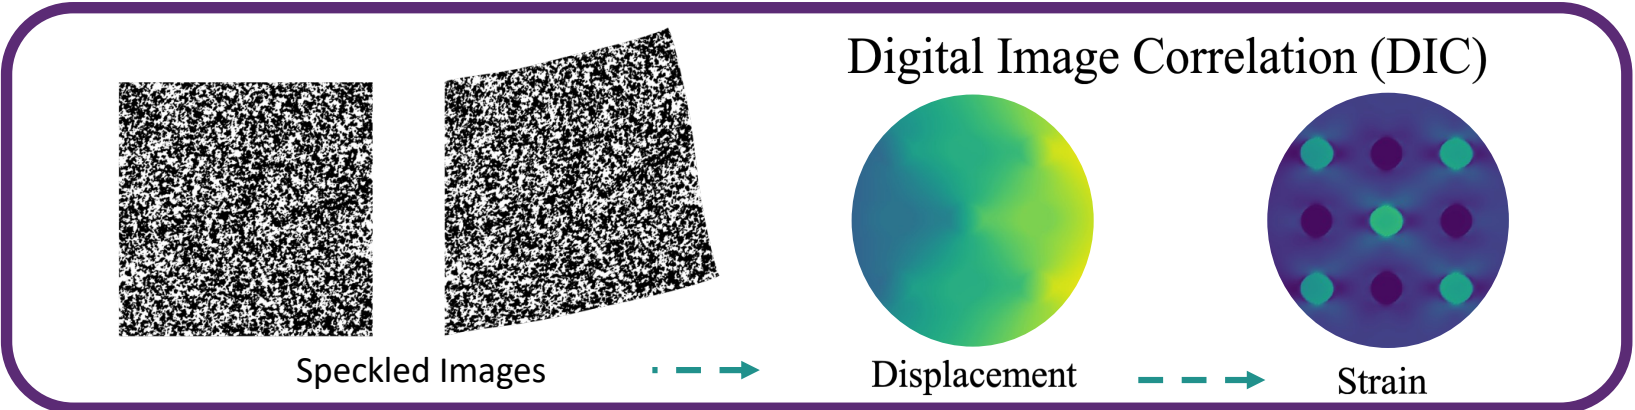 Digital Image Correlation (DIC)
Speckled Images
Displacement
Strain